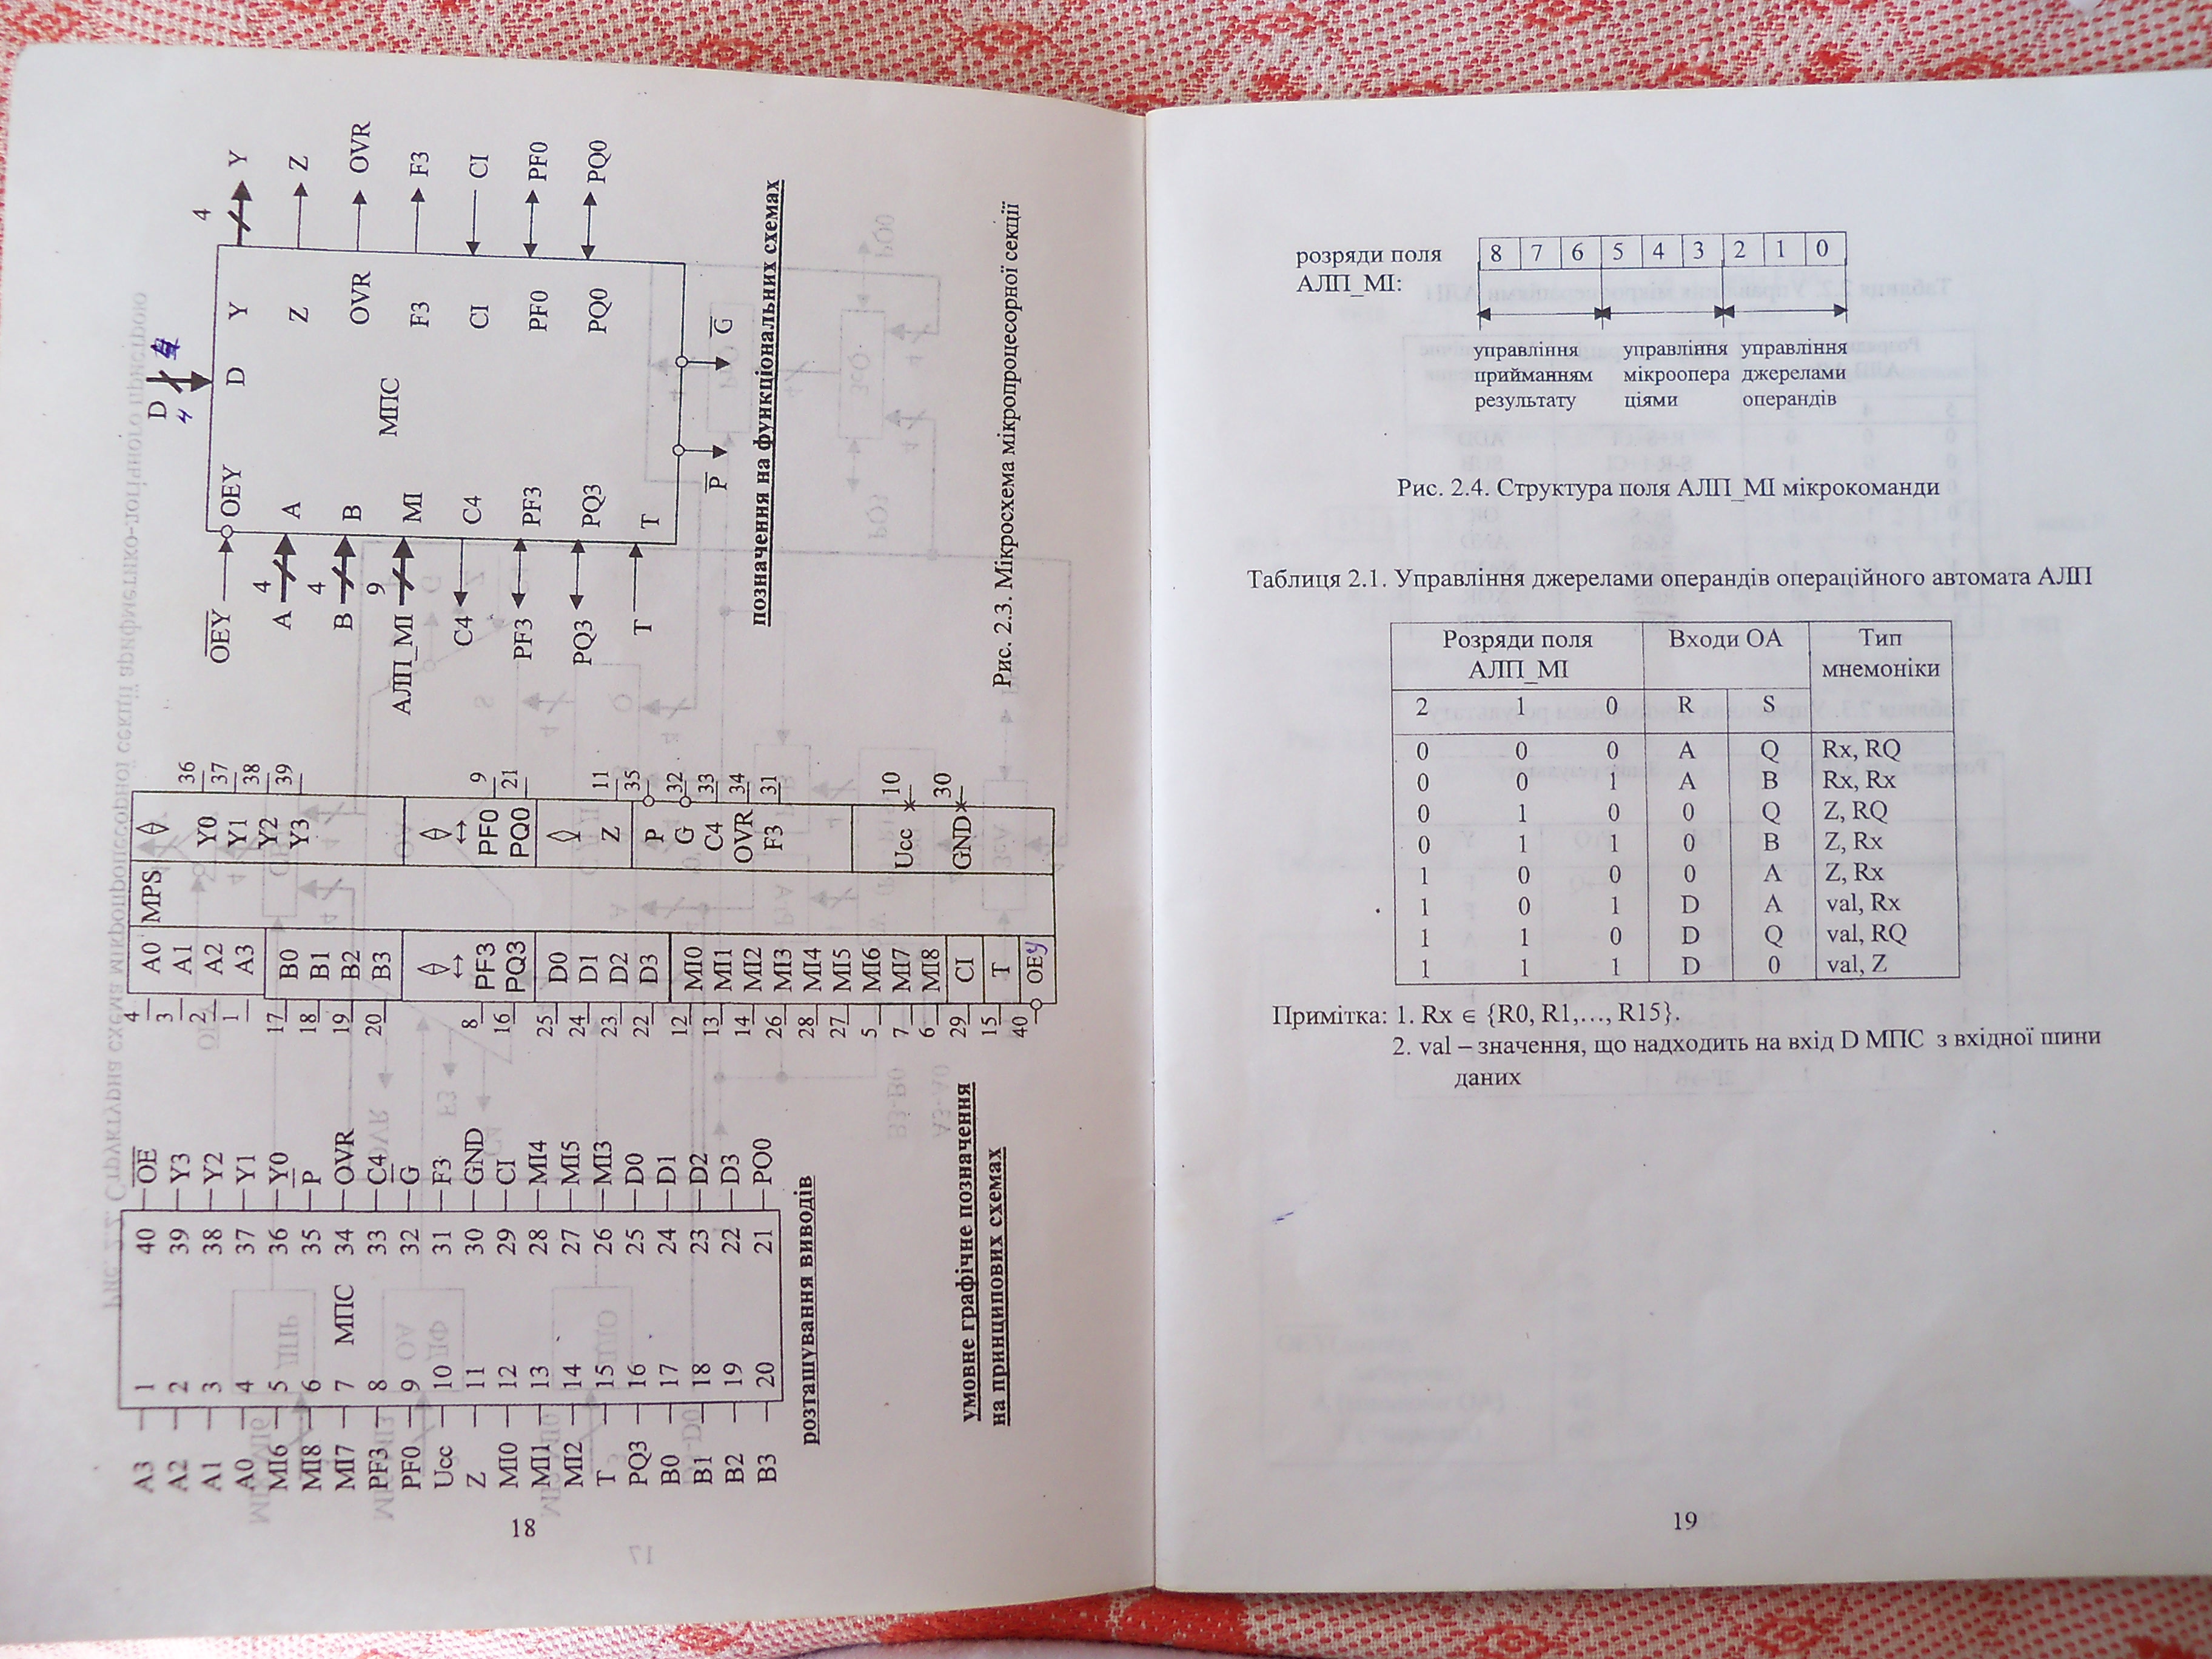 4
D 4
OEY
A 4
B 4
АЛП_МІ 9
C4
PF3
PQ3
T
OEY D Y
A Z
B МПС OVR
MI F3
C4 CI
PF3 PF0
PQ3 PQ0
T
4 Y
Z
OVR
F3
CI
PF0
PQ0
P G
позначення на функціональних схемах
Рис. 2.3. Мікросхема мікропроцесорної секції
4 A0 MPS
3 A1 Y0 36
2 A2 Y1 37
1 A3 Y2 38
Y3 39
17 B0
18 B1
19 B2
20 B3
8 PF3 PF0 9
16 PQ3 PQ0 21
25 D0
24 D1 Z 11
23 D2 P 35
22 D3 G 32
12 MI0 C4 33
13 MI1 OVR 34
14 MI2 F3 31
26 MI3
28 MI4
27 MI5
5 MI6 Ucc 10
7 MI7
6 MI8 GND 30
29 CI
15 T
40 OEY
умовне графічне позначення
на принципових схемах
A3 1 40 OE
A2 2 39 Y3
A1 3 38 Y2
A0 4 37 Y1
MI6 5 36 Y0
MI8 6 35 P
MI7 7 МПС 34 OVR
PF3 8 33 C4
PF0 9 32 G
Ucc 10 31 F3
Z 11 30 GND
MI0 12 29 CI
MI1 13 28 MI4
MI2 14 27 MI5
T 15 26 MI3
PQ3 16 25 D0
B0 17 24 D1
B1 18 23 D2
B2 19 22 D3
B3 20 21 PQ0
розташування виводів
18
розряди поля 8 7 6 5 4 3 2 1 0
АЛП_МІ:
управління управління управління
прийманням мікроопера джерелами
результату ціями операндів
Рис. 2.4. Структура поля АЛП_МІ мікрокоманди
Таблиця 2.1. Управління джерелами операндів операційного автомата АЛП
Розряди поля Входи ОА Тип
АЛП_МІ мнемоніки
2 1 0 R S
0 0 0 A Q Rx, RQ
0 0 1 A B Rx, Rx
0 1 0 0 Q Z, RQ
0 1 1 0 B Z, Rx
1 0 0 0 A Z, Rx
1 0 1 D A val, Rx
1 1 0 D Q val, RQ
1 1 1 D 0 val, Z
Примітка: 1. Rx ∈ {R0, R1,…, R15}.
2. val – значення, що надходить на вхід D МПС з вхідної шини
даних
19